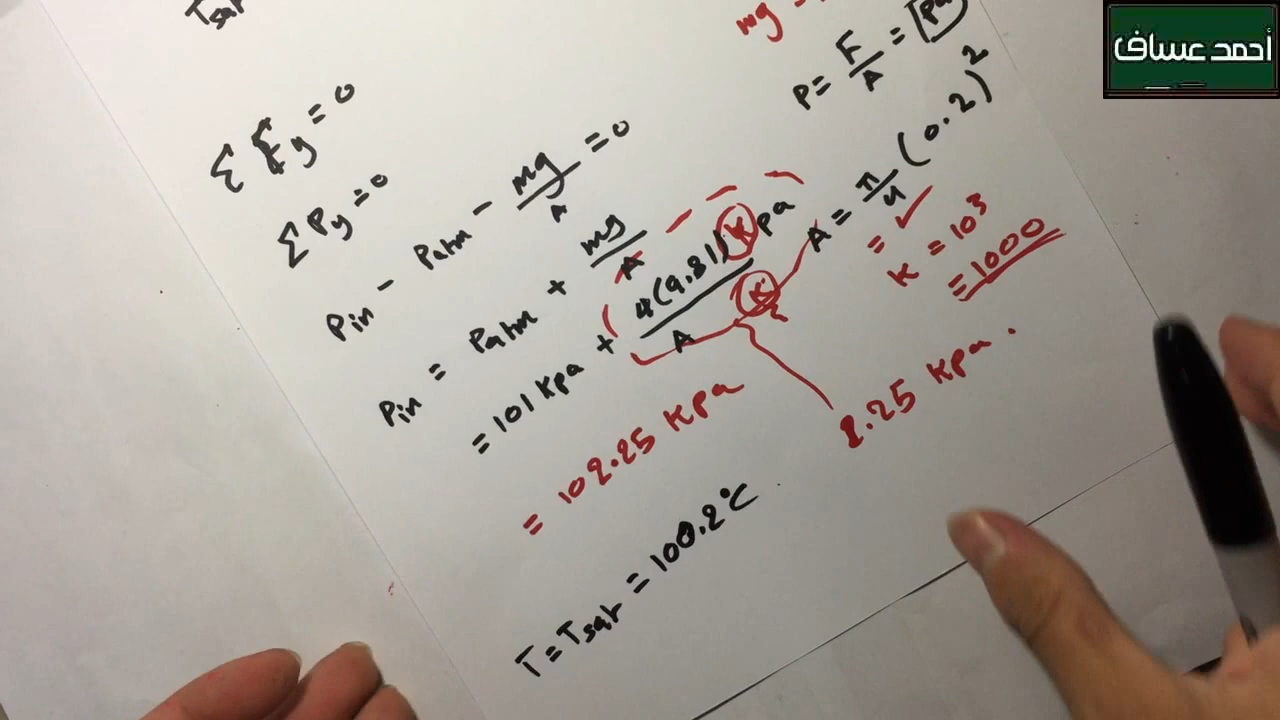 Tsat
mg -
P = F/A = Pa
ΣFy = 0
ΣPy = 0
Pin - Patm - mg/A = 0
Pin = Patm + mg/A
= 101 kpa + 4(9.81) K/A K pa
A = π/4 (0.2)²
= ✓
K = 10³
= 1000
= 102.25 kpa
2.25 kpa.
T = Tsat = 100.2°C
أحمد عساف